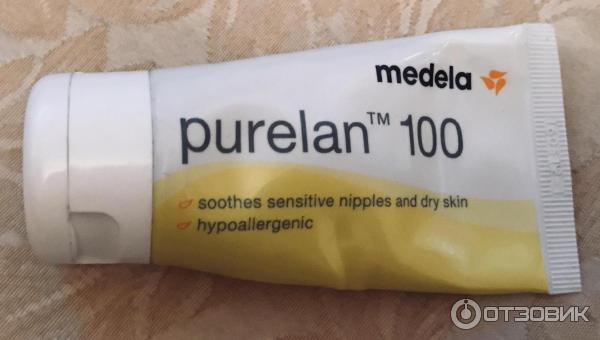 medela
purelan™ 100
soothes sensitive nipples and dry skin
hypoallergenic
ОТЗОВИК